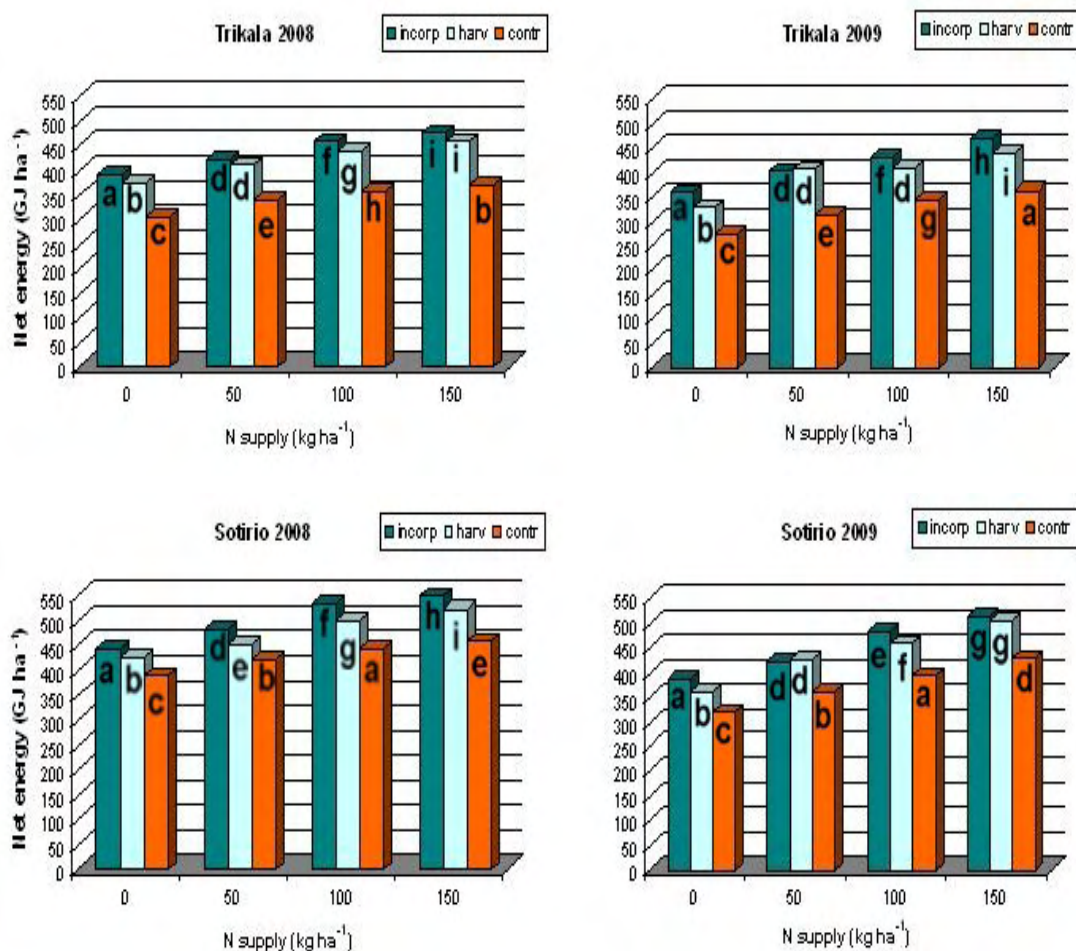 Trikala 2008
incorp harv contr
Net energy (GJ ha⁻¹)
550
500
450
400
350
300
250
200
150
100
50
0
a b c d d e f g h i i b
0 50 100 150
N supply (kg ha⁻¹)
Trikala 2009
incorp harv contr
550
500
450
400
350
300
250
200
150
100
50
0
a b c d d e f d g h i a
0 50 100 150
N supply (kg ha⁻¹)
Sotirio 2008
incorp harv contr
Net energy (GJ ha⁻¹)
550
500
450
400
350
300
250
200
150
100
50
0
a b c d e b f g a h i e
0 50 100 150
N supply (kg ha⁻¹)
Sotirio 2009
incorp harv contr
550
500
450
400
350
300
250
200
150
100
50
0
a b c d d b e f a g g d
0 50 100 150
N supply (kg ha⁻¹)